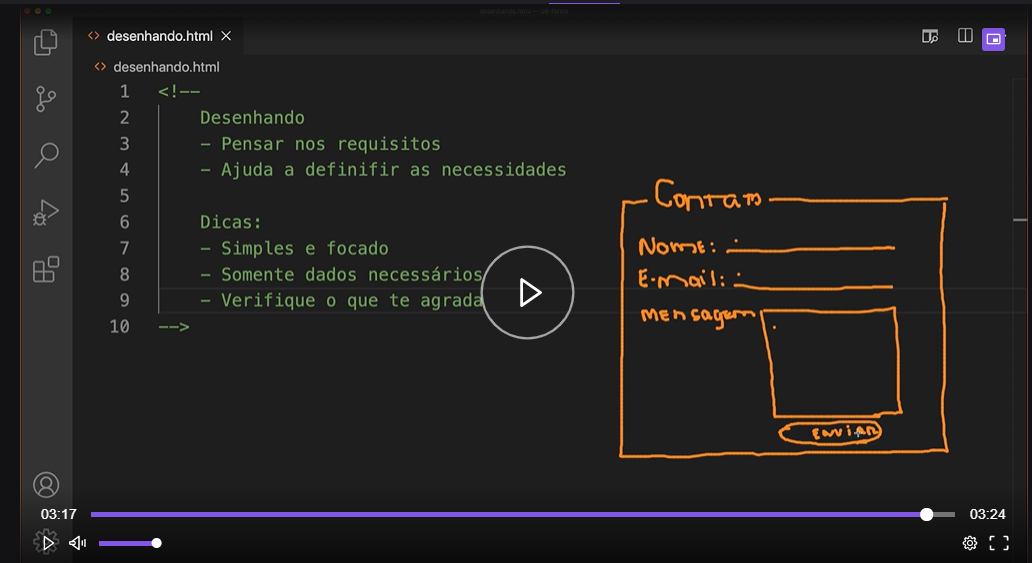 desenhando.html
desenhando.html
1 <!--
2 Desenhando
3 - Pensar nos requisitos
4 - Ajuda a definifir as necessidades
5
6 Dicas:
7 - Simples e focado
8 - Somente dados necessários
9 - Verifique o que te agrada
10 -->
Contato
Nome:
E-mail:
mensagem
ENVIAR
03:17
03:24